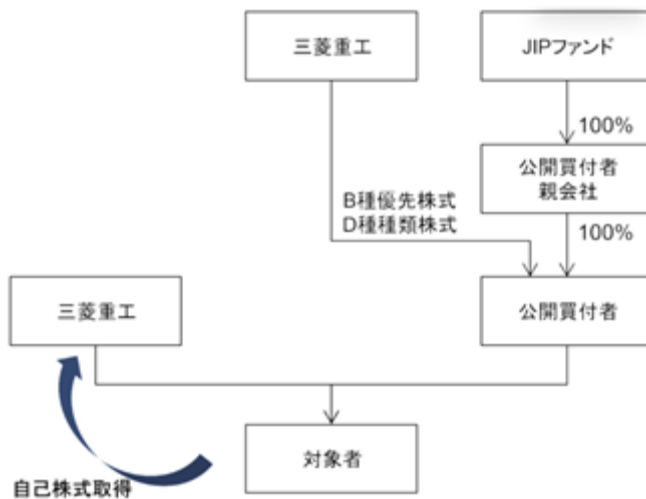 三菱重工
JIPファンド
100%
公開買付者
親会社
B種優先株式
D種種類株式
100%
三菱重工
公開買付者
対象者
自己株式取得